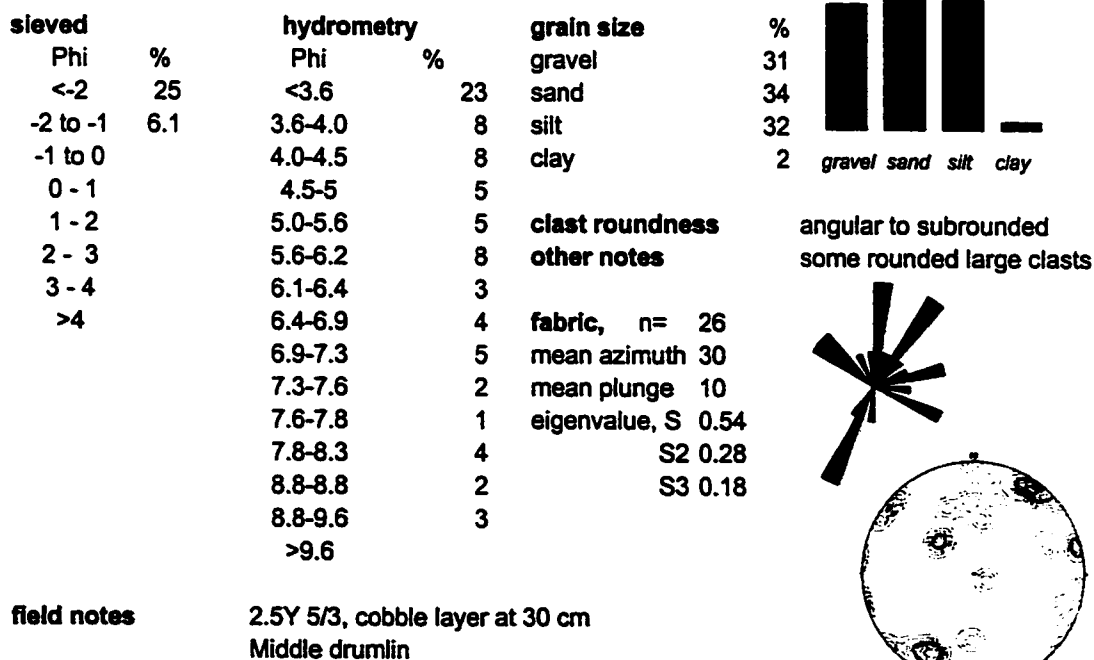 sieved hydrometry grain size %
Phi % Phi % gravel 31
<-2 25 <3.6 23 sand 34
-2 to -1 6.1 3.6-4.0 8 silt 32
-1 to 0 4.0-4.5 8 clay 2 gravel sand silt clay
0 - 1 4.5-5 5
1 - 2 5.0-5.6 5 clast roundness angular to subrounded
2 - 3 5.6-6.2 8 other notes some rounded large clasts
3 - 4 6.1-6.4 3
>4 6.4-6.9 4 fabric, n= 26
6.9-7.3 5 mean azimuth 30
7.3-7.6 2 mean plunge 10
7.6-7.8 1 eigenvalue, S 0.54
7.8-8.3 4 S2 0.28
8.8-8.8 2 S3 0.18
8.8-9.6 3
>9.6
field notes 2.5Y 5/3, cobble layer at 30 cm
Middle drumlin